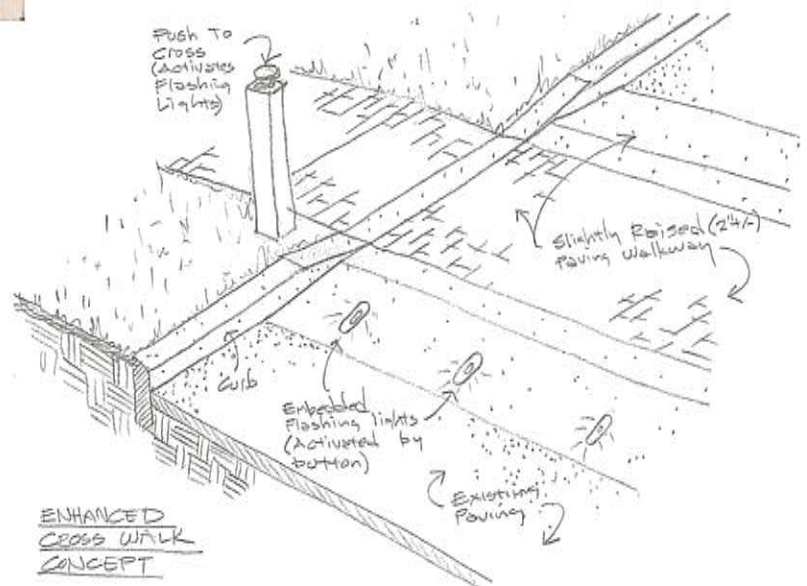 Push To
Cross
(Activates
Flashing
Lights)
Slightly Raised (2"+/-)
Paving Walkway
Curb
Embedded
Flashing lights
(Activated by
button)
Existing
Paving
ENHANCED
CROSS WALK
CONCEPT